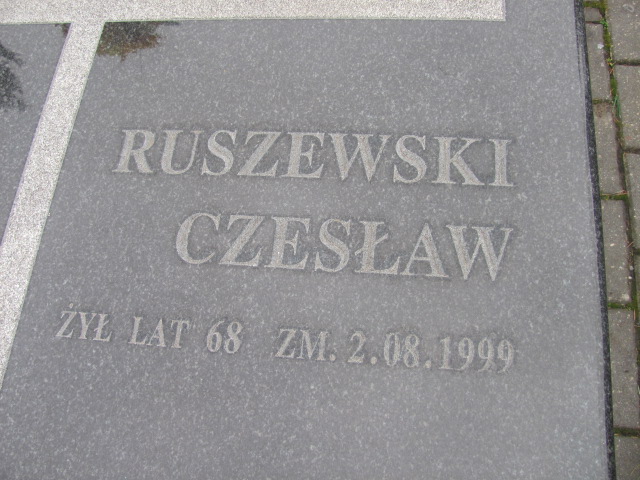 RUSZEWSKI
CZESŁAW
ŻYŁ LAT 68 ZM. 2.08.1999